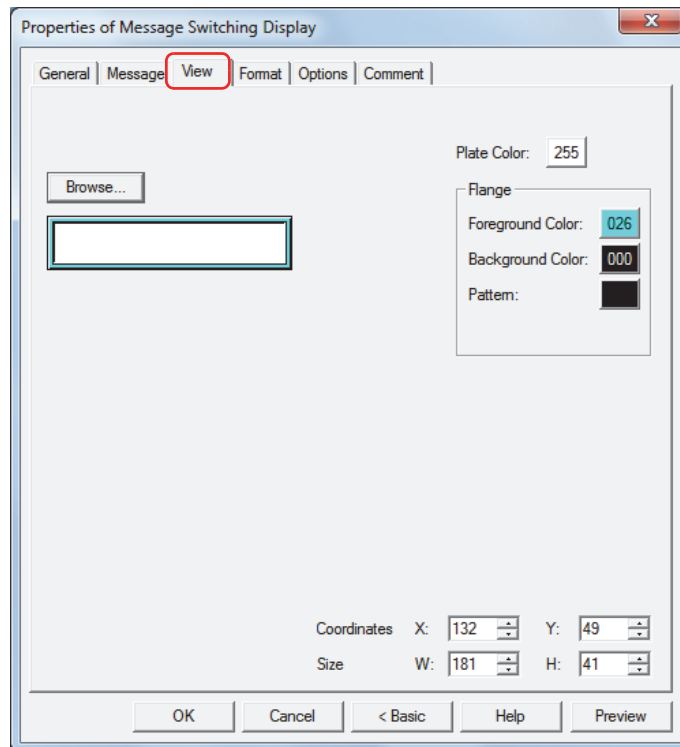 Properties of Message Switching Display
General Message View Format Options Comment
Plate Color: 255
Browse...
Flange
Foreground Color: 026
Background Color: 000
Pattern:
Coordinates X: 132 Y: 49
Size W: 181 H: 41
OK Cancel < Basic Help Preview